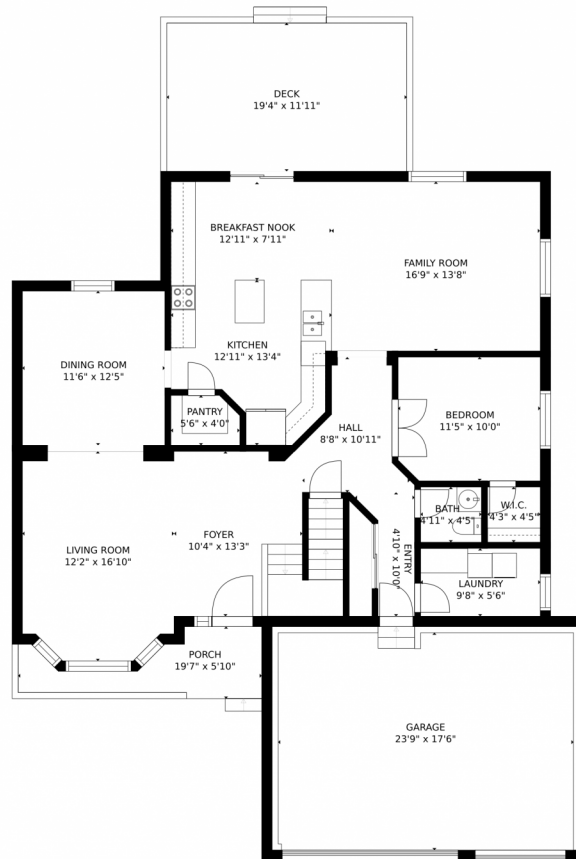 DECK
19'4" x 11'11"
BREAKFAST NOOK
12'11" x 7'11"
FAMILY ROOM
16'9" x 13'8"
KITCHEN
12'11" x 13'4"
DINING ROOM
11'6" x 12'5"
PANTRY
5'6" x 4'0"
HALL
8'8" x 10'11"
BEDROOM
11'5" x 10'0"
BATH
4'11" x 4'5"
W.I.C.
4'3" x 4'5"
LIVING ROOM
12'2" x 16'10"
FOYER
10'4" x 13'3"
ENTRY
4'10" x 10'0"
LAUNDRY
9'8" x 5'6"
PORCH
19'7" x 5'10"
GARAGE
23'9" x 17'6"